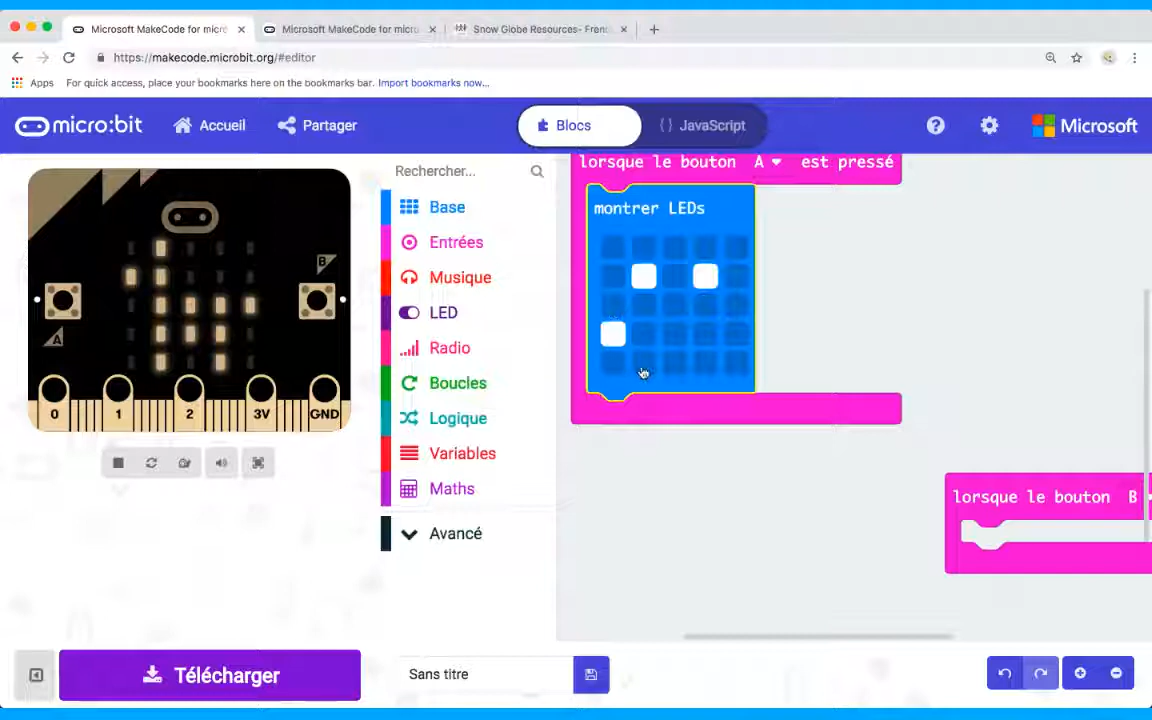 Microsoft MakeCode for micro
Microsoft MakeCode for micro
Snow Globe Resources- Fren
https://makecode.microbit.org/#editor
Apps
For quick access, place your bookmarks here on the bookmarks bar. Import bookmarks now...
micro:bit
Accueil
Partager
Blocs
{ } JavaScript
Microsoft
lorsque le bouton A est pressé
montrer LEDs
Rechercher...
Base
Entrées
Musique
LED
Radio
Boucles
Logique
Variables
Maths
Avancé
A
B
0 1 2 3V GND
lorsque le bouton B
Télécharger
Sans titre